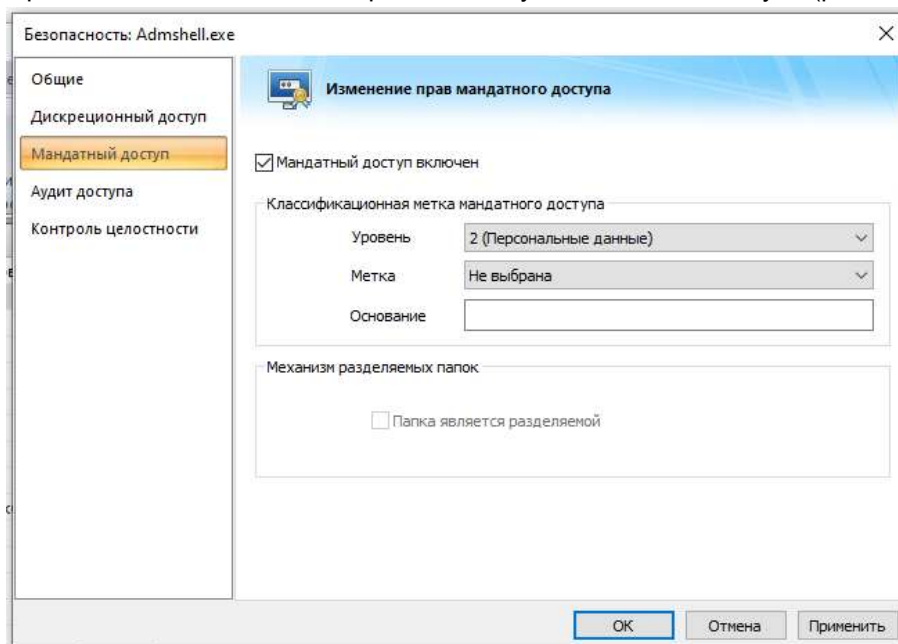 Безопасность: Admshell.exe
Общие
Дискреционный доступ
Мандатный доступ
Аудит доступа
Контроль целостности
Изменение прав мандатного доступа
Мандатный доступ включен
Классификационная метка мандатного доступа
Уровень 2 (Персональные данные)
Метка Не выбрана
Основание
Механизм разделяемых папок
Папка является разделяемой
OK Отмена Применить